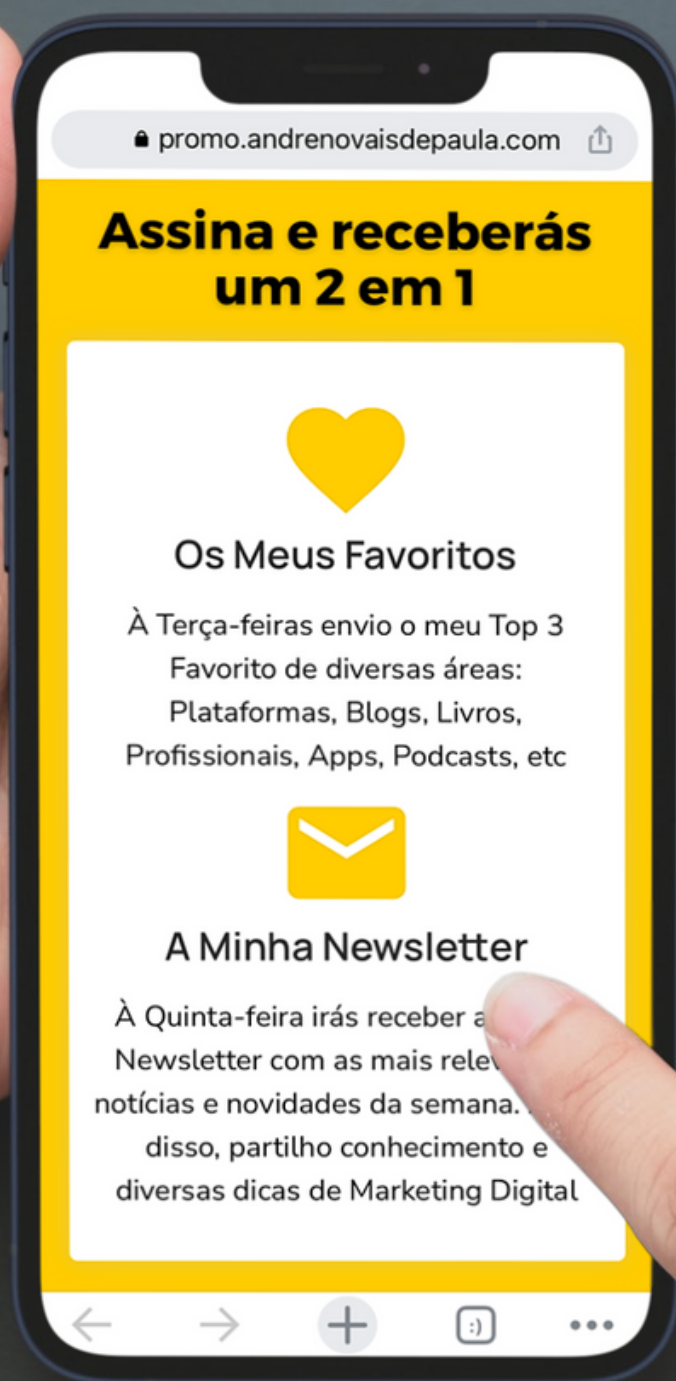 promo.andrenovaisdepaula.com
Assina e receberás
um 2 em 1
Os Meus Favoritos
À Terça-feiras envio o meu Top 3
Favorito de diversas áreas:
Plataformas, Blogs, Livros,
Profissionais, Apps, Podcasts, etc
A Minha Newsletter
À Quinta-feira irás receber
Newsletter com as mais
notícias e novidades da semana.
disso, partilho conhecimento e
diversas dicas de Marketing Digital
:)